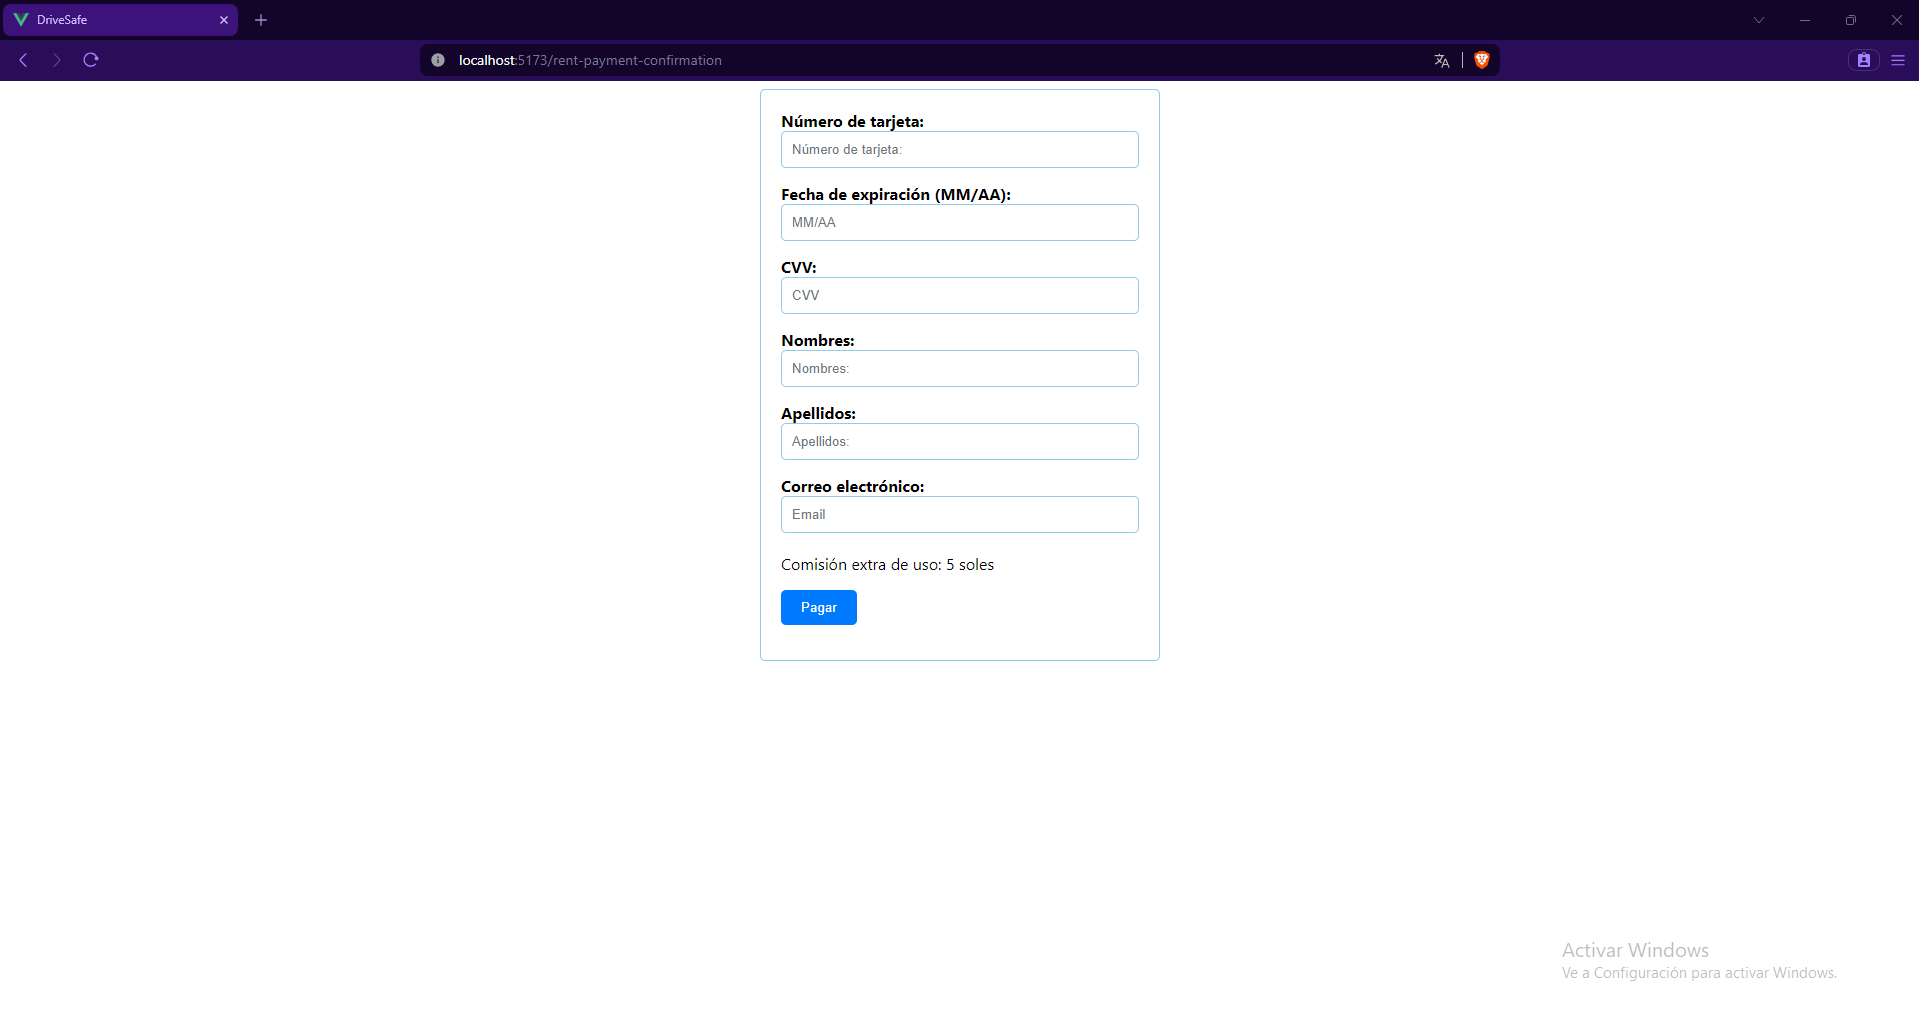 DriveSafe
localhost:5173/rent-payment-confirmation
Número de tarjeta:
Número de tarjeta:
Fecha de expiración (MM/AA):
MM/AA
CVV:
CVV
Nombres:
Nombres:
Apellidos:
Apellidos:
Correo electrónico:
Email
Comisión extra de uso: 5 soles
Pagar
Activar Windows
Ve a Configuración para activar Windows.